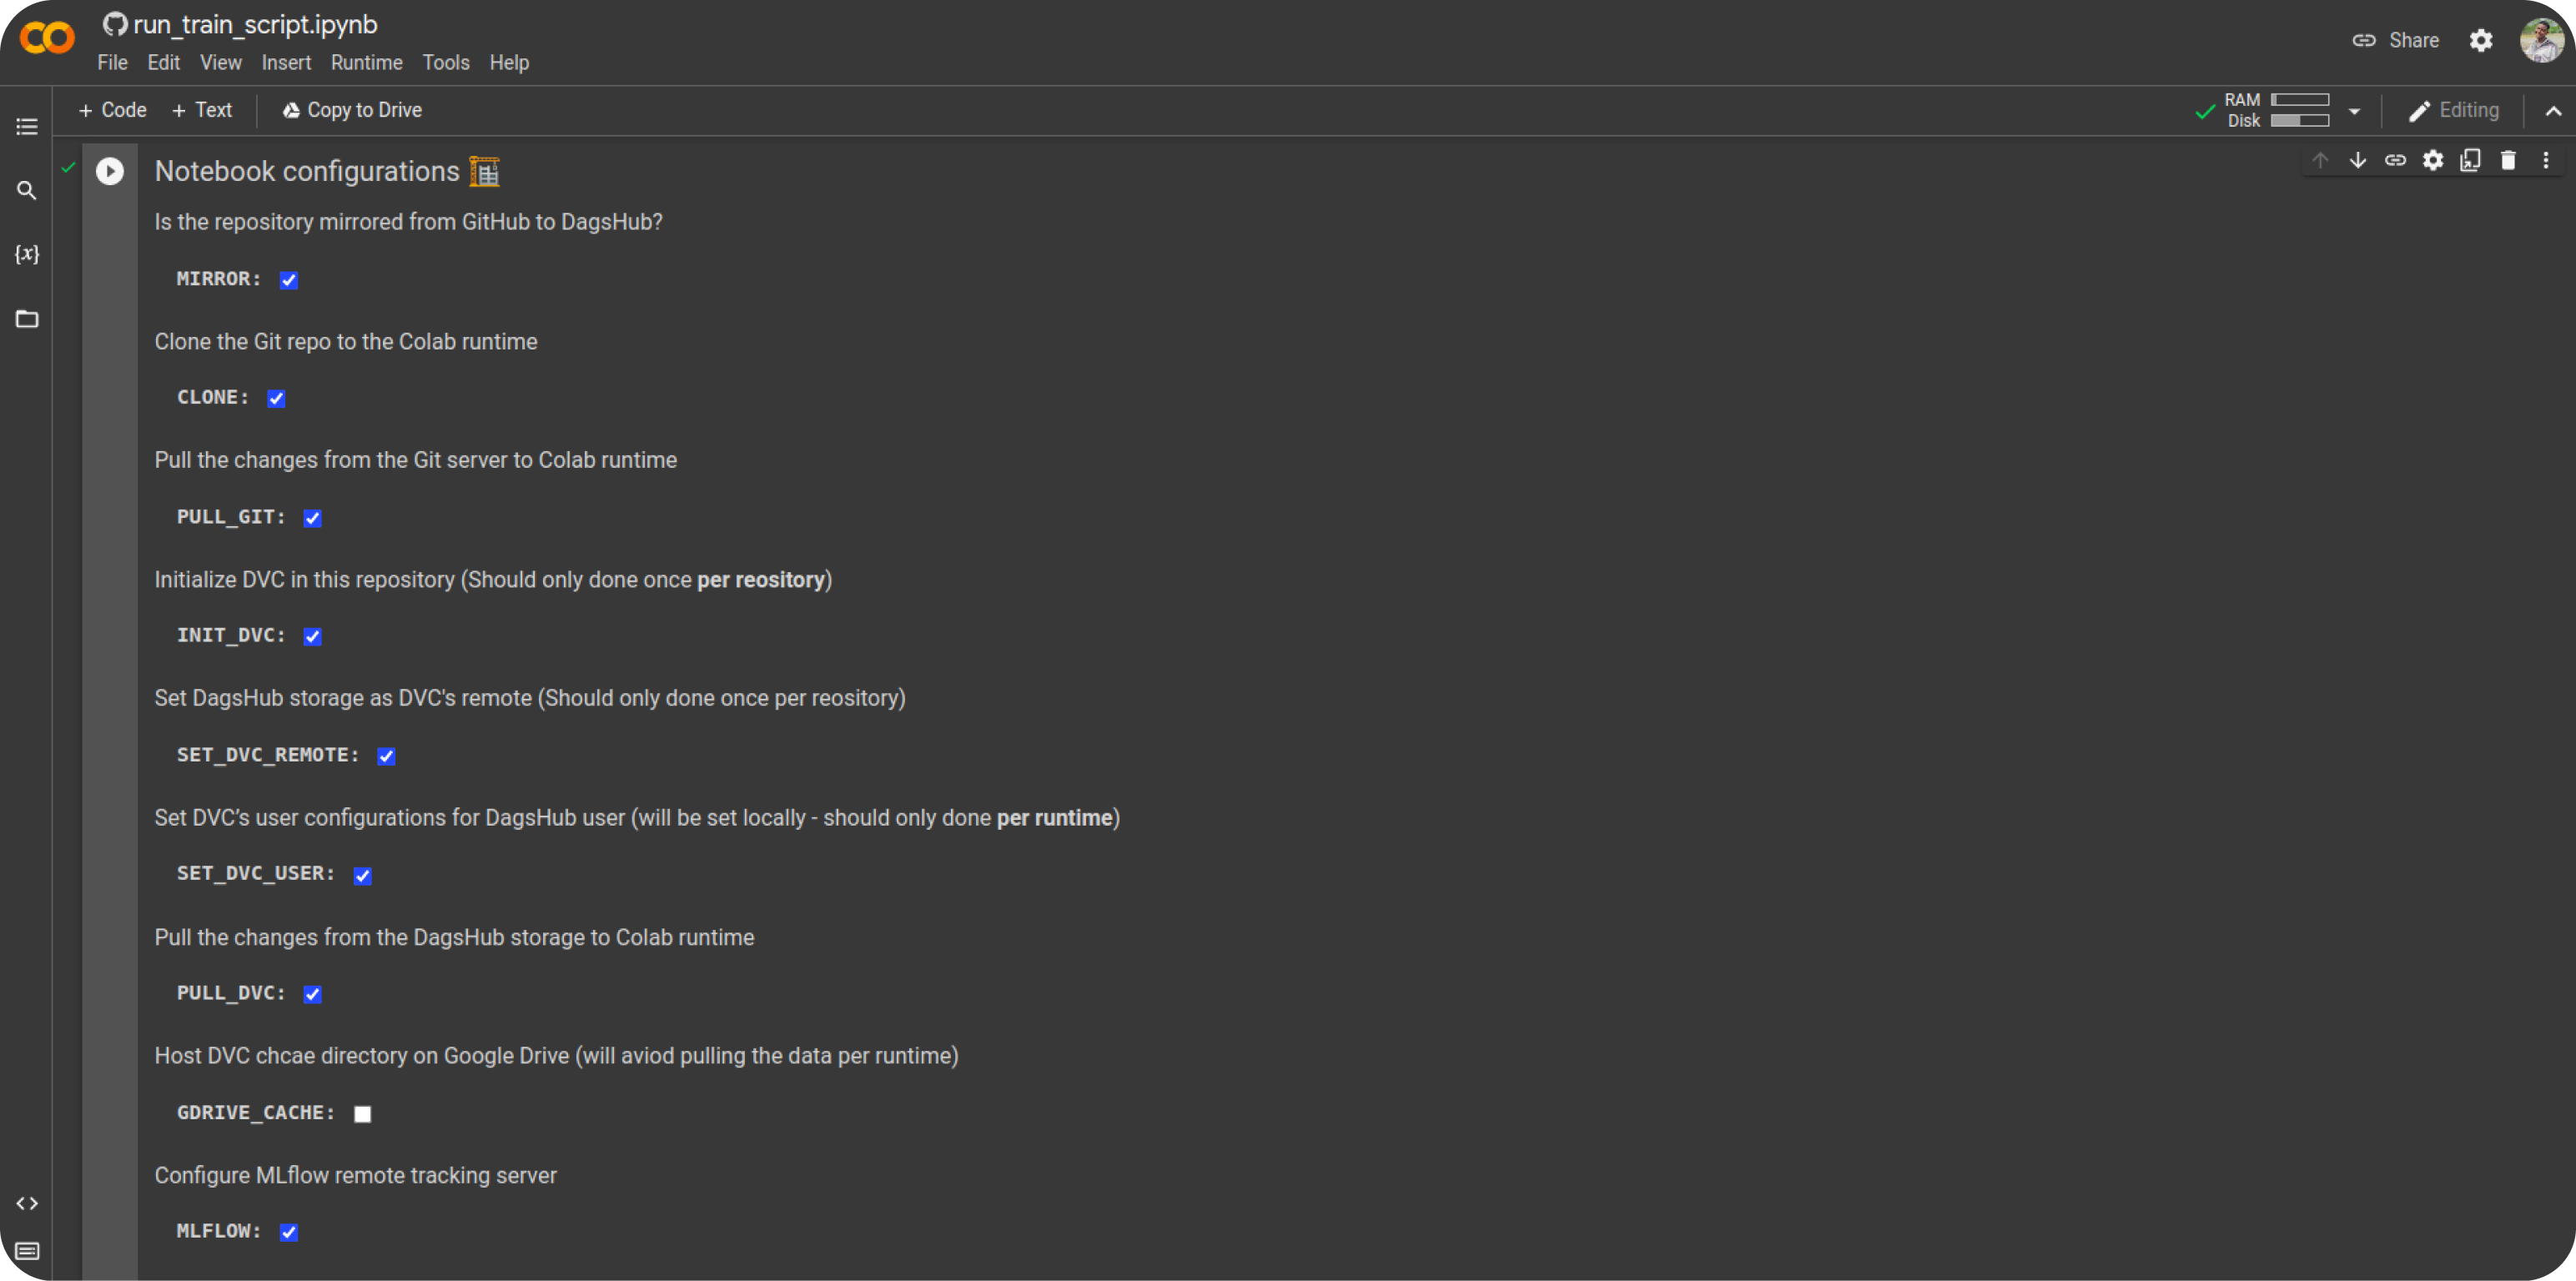 run_train_script.ipynb
File Edit View Insert Runtime Tools Help
Share
+ Code + Text Copy to Drive
RAM
Disk
Editing
{x}
Notebook configurations 🏗
Is the repository mirrored from GitHub to DagsHub?
MIRROR:
Clone the Git repo to the Colab runtime
CLONE:
Pull the changes from the Git server to Colab runtime
PULL_GIT:
Initialize DVC in this repository (Should only done once per reository)
INIT_DVC:
Set DagsHub storage as DVC's remote (Should only done once per reository)
SET_DVC_REMOTE:
Set DVC’s user configurations for DagsHub user (will be set locally - should only done per runtime)
SET_DVC_USER:
Pull the changes from the DagsHub storage to Colab runtime
PULL_DVC:
Host DVC chcae directory on Google Drive (will aviod pulling the data per runtime)
GDRIVE_CACHE:
Configure MLflow remote tracking server
MLFLOW: